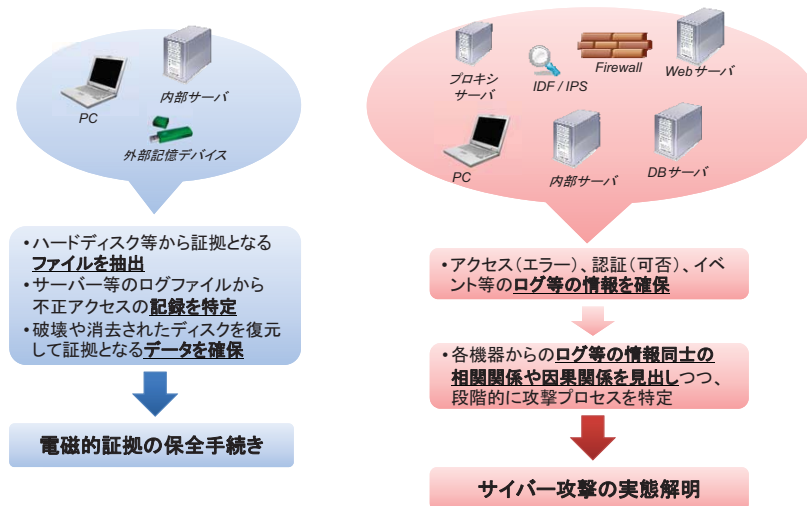 PC
内部サーバ
外部記憶デバイス
・ハードディスク等から証拠となる
ファイルを抽出
・サーバー等のログファイルから
不正アクセスの記録を特定
・破壊や消去されたディスクを復元
して証拠となるデータを確保
電磁的証拠の保全手続き
プロキシ
サーバ
IDF / IPS
Firewall
Webサーバ
PC
内部サーバ
DBサーバ
・アクセス（エラー）、認証（可否）、イベ
ント等のログ等の情報を確保
・各機器からのログ等の情報同士の
相関関係や因果関係を見出しつつ、
段階的に攻撃プロセスを特定
サイバー攻撃の実態解明